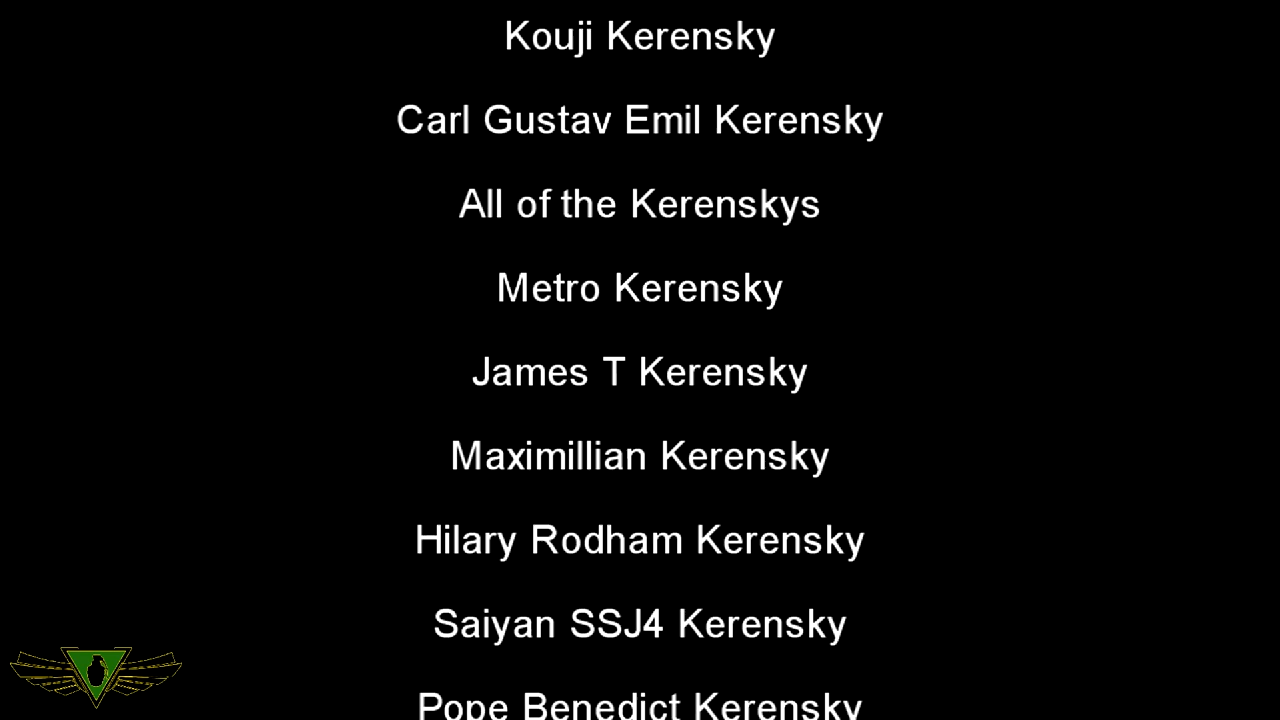 Kouji Kerensky
Carl Gustav Emil Kerensky
All of the Kerenskys
Metro Kerensky
James T Kerensky
Maximillian Kerensky
Hilary Rodham Kerensky
Saiyan SSJ4 Kerensky
Pope Benedict Kerensky